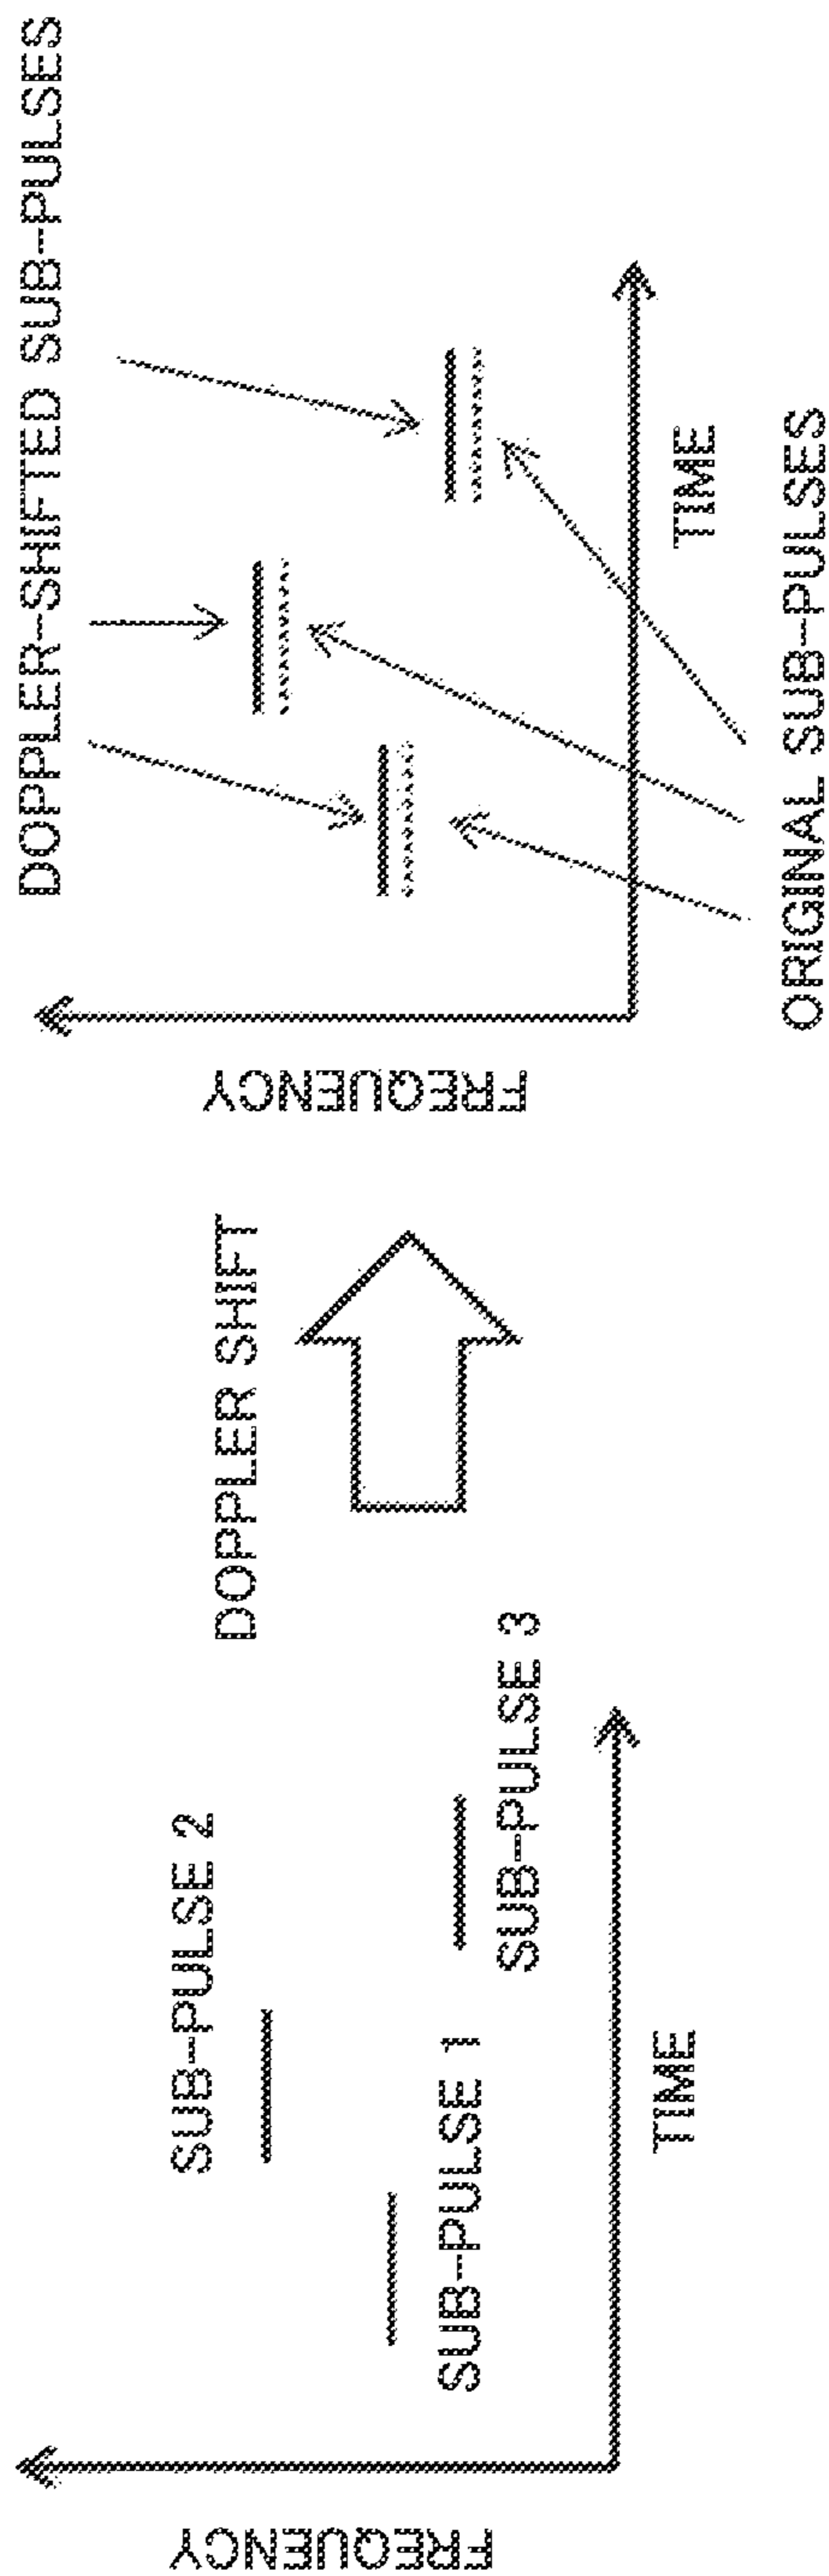 FREQUENCY
SUB-PULSE 2
SUB-PULSE 1
SUB-PULSE 3
TIME
DOPPLER SHIFT
DOPPLER-SHIFTED SUB-PULSES
FREQUENCY
TIME
ORIGINAL SUB-PULSES